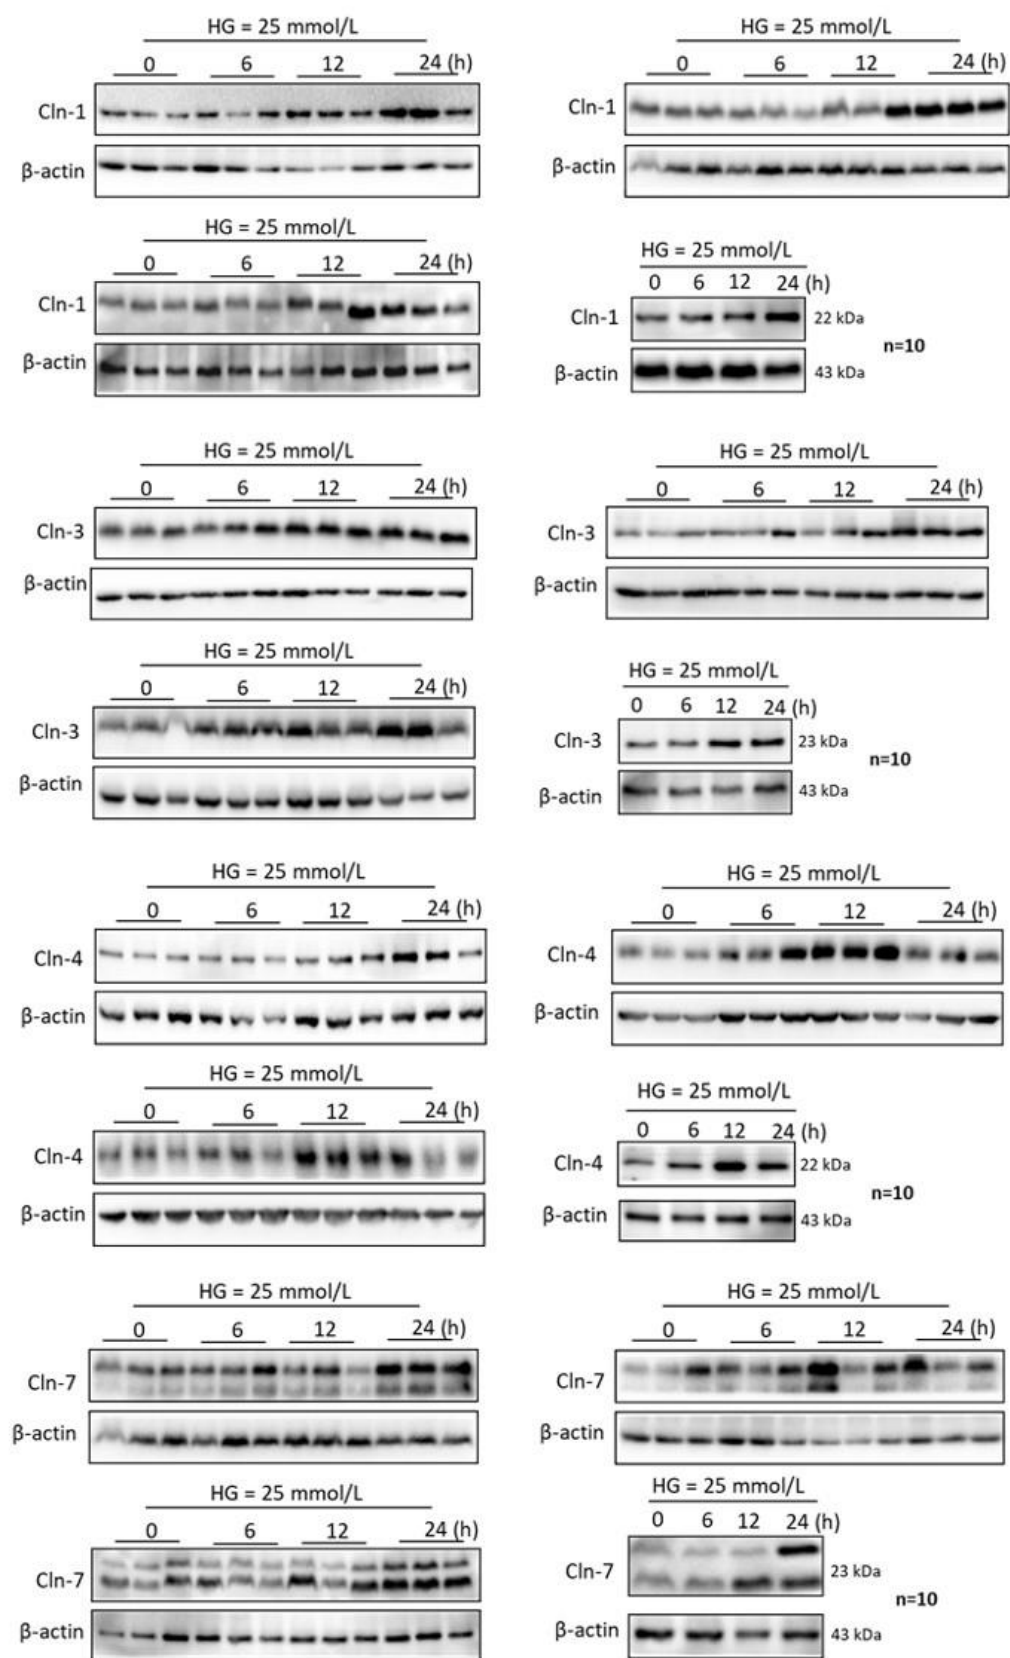 HG = 25 mmol/L
0 6 12 24 (h)
Cln-1
β-actin
HG = 25 mmol/L
0 6 12 24 (h)
Cln-1
β-actin
HG = 25 mmol/L
0 6 12 24 (h)
Cln-1
β-actin
HG = 25 mmol/L
0 6 12 24 (h)
Cln-1 22 kDa
n=10
β-actin 43 kDa
HG = 25 mmol/L
0 6 12 24 (h)
Cln-3
β-actin
HG = 25 mmol/L
0 6 12 24 (h)
Cln-3
β-actin
HG = 25 mmol/L
0 6 12 24 (h)
Cln-3
β-actin
HG = 25 mmol/L
0 6 12 24 (h)
Cln-3 23 kDa
n=10
β-actin 43 kDa
HG = 25 mmol/L
0 6 12 24 (h)
Cln-4
β-actin
HG = 25 mmol/L
0 6 12 24 (h)
Cln-4
β-actin
HG = 25 mmol/L
0 6 12 24 (h)
Cln-4
β-actin
HG = 25 mmol/L
0 6 12 24 (h)
Cln-4 22 kDa
n=10
β-actin 43 kDa
HG = 25 mmol/L
0 6 12 24 (h)
Cln-7
β-actin
HG = 25 mmol/L
0 6 12 24 (h)
Cln-7
β-actin
HG = 25 mmol/L
0 6 12 24 (h)
Cln-7
β-actin
HG = 25 mmol/L
0 6 12 24 (h)
Cln-7 23 kDa
n=10
β-actin 43 kDa